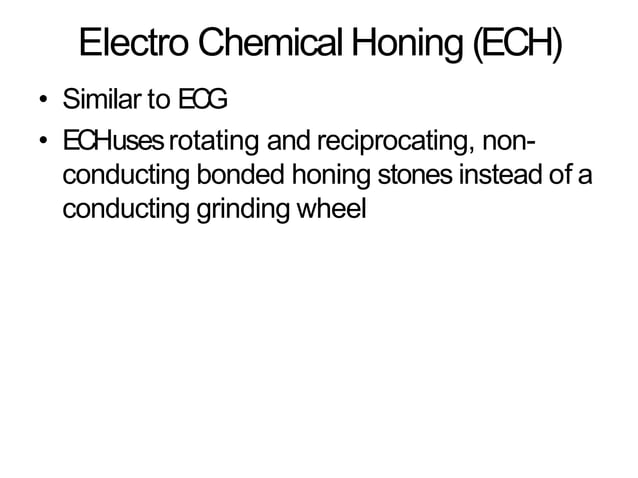 Electro Chemical Honing (ECH)
• Similar to ECG
• ECH uses rotating and reciprocating, non-
conducting bonded honing stones instead of a
conducting grinding wheel